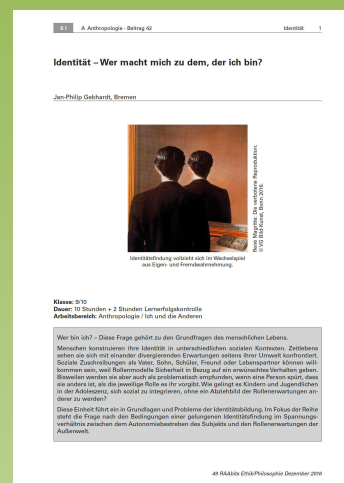 S I
A Anthropologie - Beitrag 42
Identität
1
Identität – Wer macht mich zu dem, der ich bin?
Jan-Philip Gebhardt, Bremen
René Magritte: Die verbotene Reproduktion.
© VG Bild-Kunst, Bonn 2016.
Identitätsfindung vollzieht sich im Wechselspiel
aus Eigen- und Fremdwahrnehmung.
Klasse: 9/10
Dauer: 10 Stunden + 2 Stunden Lernerfolgskontrolle
Arbeitsbereich: Anthropologie / Ich und die Anderen
Wer bin ich? – Diese Frage gehört zu den Grundfragen des menschlichen Lebens.
Menschen konstruieren ihre Identität in unterschiedlichen sozialen Kontexten. Zeitlebens
sehen sie sich mit einander divergierenden Erwartungen seitens ihrer Umwelt konfrontiert.
Soziale Zuschreibungen als Vater, Sohn, Schüler, Freund oder Lebenspartner können will-
kommen sein, weil Rollenmodelle Sicherheit in Bezug auf ein erwünschtes Verhalten geben.
Bisweilen werden sie aber auch als problematisch empfunden, wenn eine Person spürt, dass
sie anders ist, als die jeweilige Rolle es ihr vorgibt. Wie gelingt es Kindern und Jugendlichen
in der Adoleszenz, sich sozial zu integrieren, ohne ein Abziehbild der Rollenerwartungen an-
derer zu werden?
Diese Einheit führt ein in Grundlagen und Probleme der Identitätsbildung. Im Fokus der Reihe
steht die Frage nach den Bedingungen einer gelungenen Identitätsfindung im Spannungs-
verhältnis zwischen dem Autonomiebestreben des Subjekts und den Rollenerwartungen der
Außenwelt.
49 RAAbits Ethik/Philosophie Dezember 2016